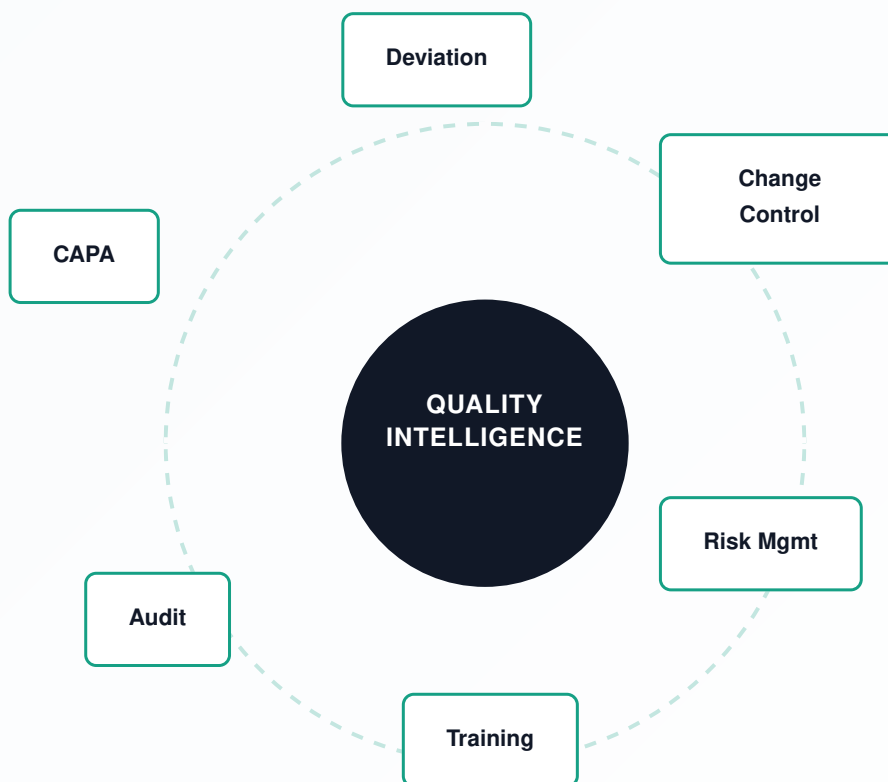 Deviation
Change
Control
CAPA
QUALITY
INTELLIGENCE
Risk Mgmt
Audit
Training